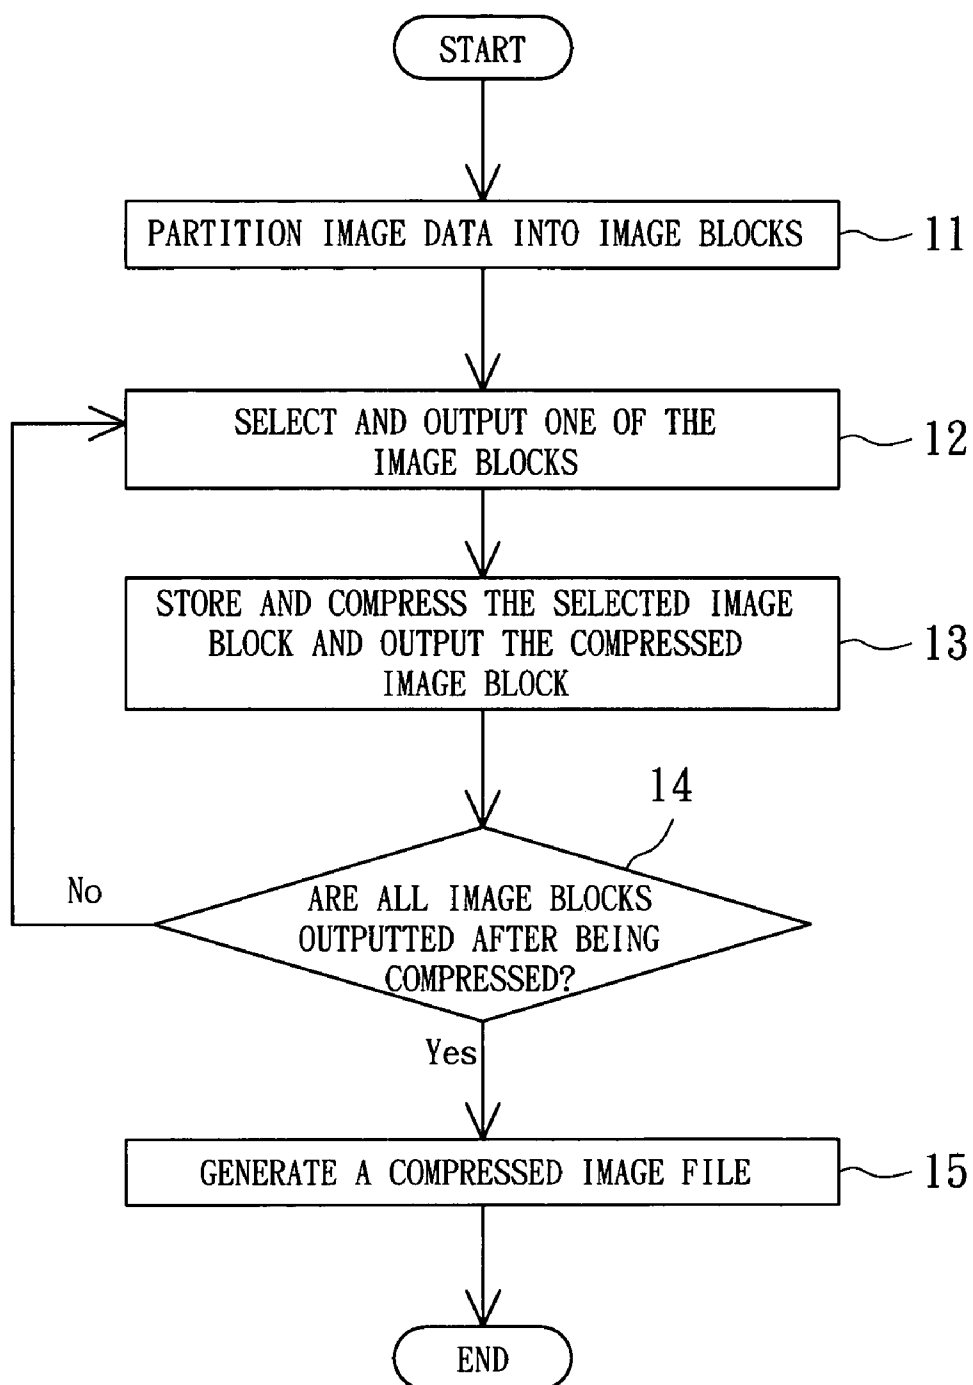 START
PARTITION IMAGE DATA INTO IMAGE BLOCKS
11
SELECT AND OUTPUT ONE OF THE
IMAGE BLOCKS
12
STORE AND COMPRESS THE SELECTED IMAGE
BLOCK AND OUTPUT THE COMPRESSED
IMAGE BLOCK
13
14
No
ARE ALL IMAGE BLOCKS
OUTPUTTED AFTER BEING
COMPRESSED?
Yes
GENERATE A COMPRESSED IMAGE FILE
15
END